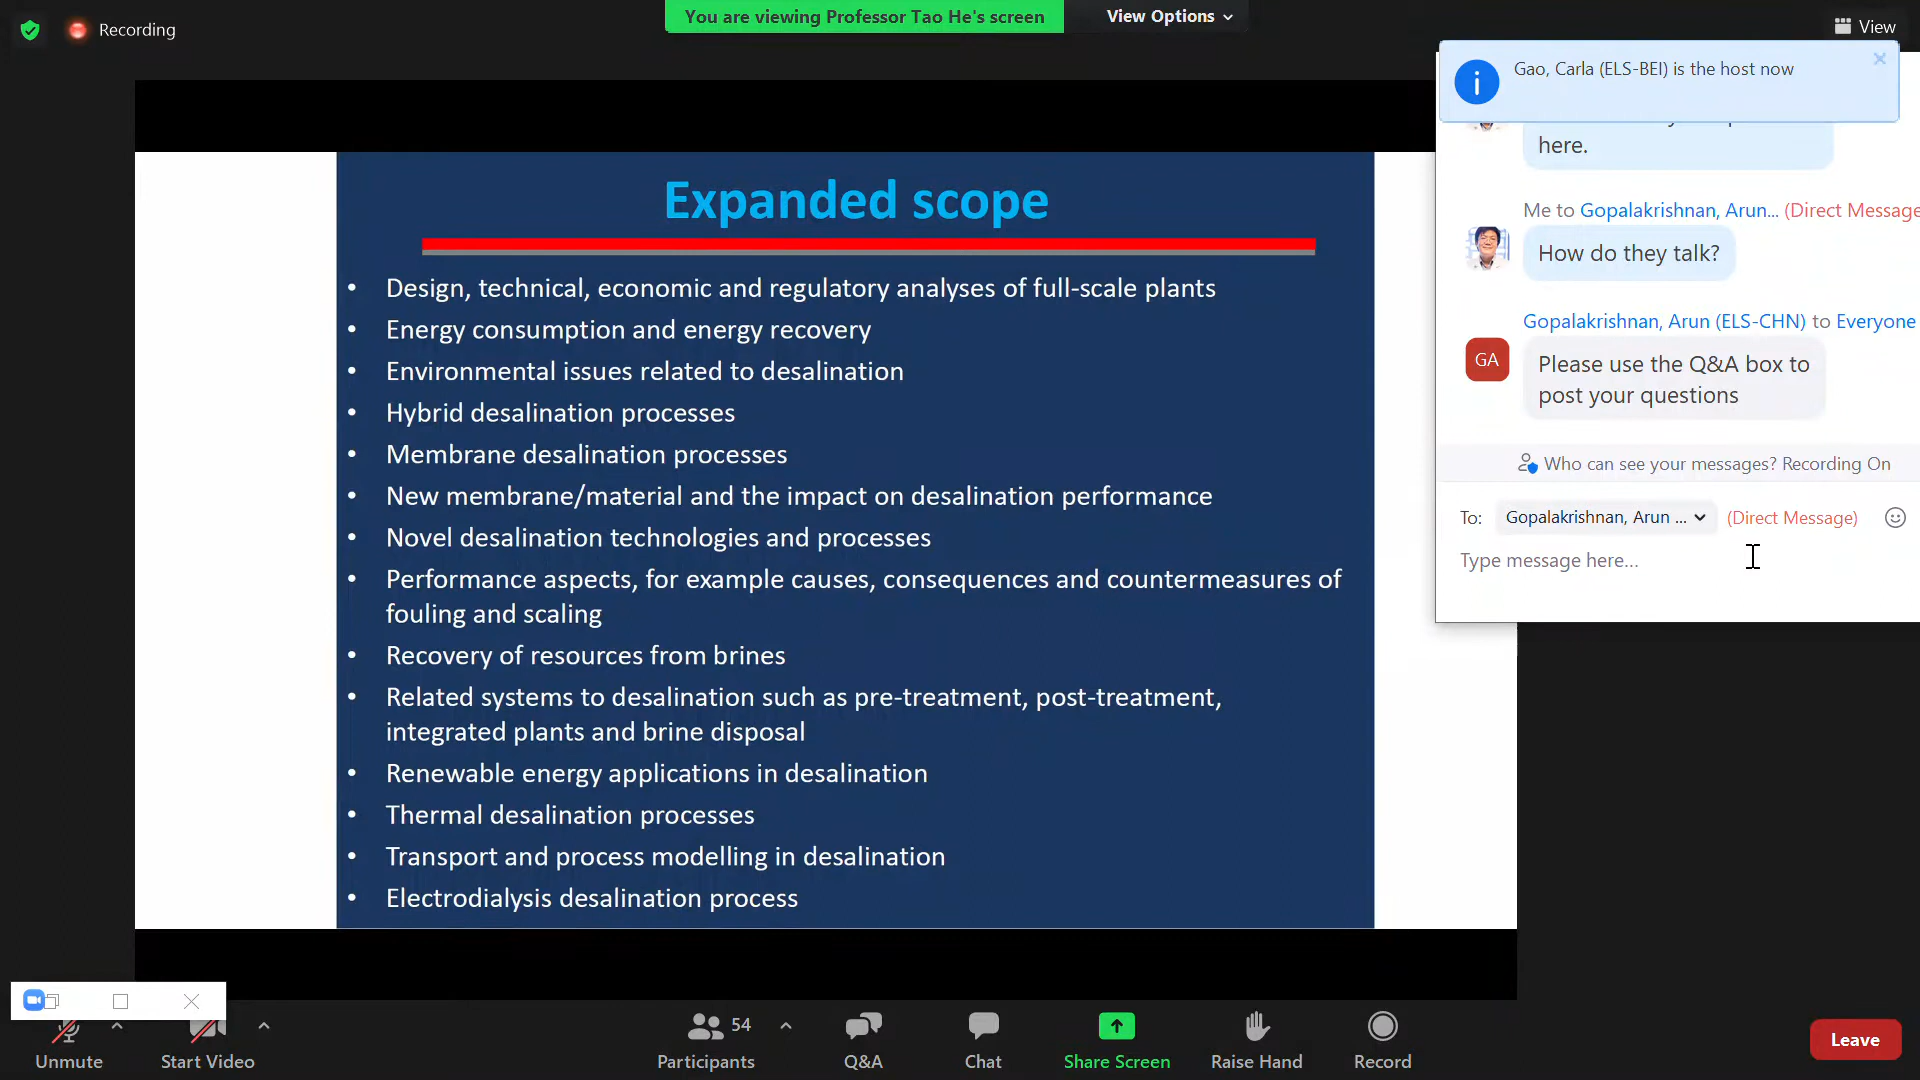 Recording
You are viewing Professor Tao He's screen
View Options
View
Gao, Carla (ELS-BEI) is the host now
here.
Me to Gopalakrishnan, Arun... (Direct Message
How do they talk?
Gopalakrishnan, Arun (ELS-CHN) to Everyone
GA
Please use the Q&A box to
post your questions
Who can see your messages? Recording On
To: Gopalakrishnan, Arun ... (Direct Message)
Type message here...
Expanded scope
• Design, technical, economic and regulatory analyses of full-scale plants
• Energy consumption and energy recovery
• Environmental issues related to desalination
• Hybrid desalination processes
• Membrane desalination processes
• New membrane/material and the impact on desalination performance
• Novel desalination technologies and processes
• Performance aspects, for example causes, consequences and countermeasures of
fouling and scaling
• Recovery of resources from brines
• Related systems to desalination such as pre-treatment, post-treatment,
integrated plants and brine disposal
• Renewable energy applications in desalination
• Thermal desalination processes
• Transport and process modelling in desalination
• Electrodialysis desalination process
Unmute
Start Video
54
Participants
Q&A
Chat
Share Screen
Raise Hand
Record
Leave